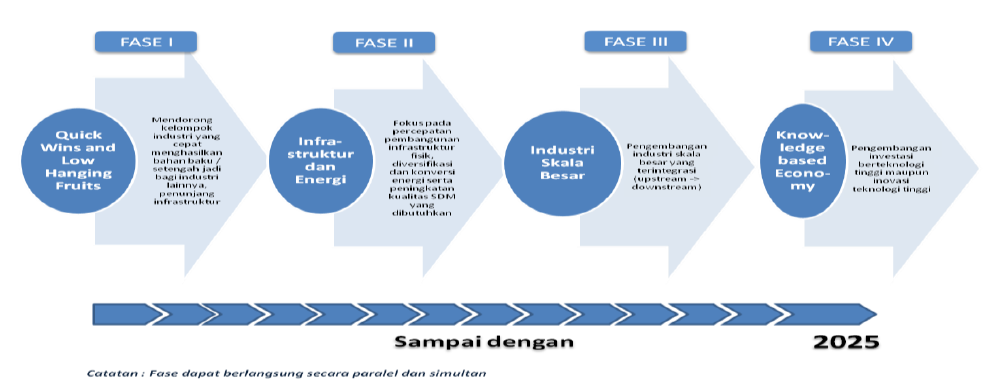 FASE I
Quick
Wins and
Low
Hanging
Fruits
Mendorong
kelompok
industri yang
cepat
menghasilkan
bahan baku /
setengah jadi
bagi industri
lainnya,
penunjang
infrastruktur
FASE II
Infra-
struktur
dan
Energi
Fokus pada
percepatan
pembangunan
infrastruktur
fisik,
diversifikasi
dan konversi
energi serta
peningkatan
kualitas SDM
yang
dibutuhkan
FASE III
Industri
Skala
Besar
Pengembangan
industri skala
besar yang
terintegrasi
(upstream ->
downstream)
FASE IV
Know-
ledge
based
Econo-
my
Pengembangan
investasi
berteknologi
tinggi maupun
inovasi
teknologi tinggi
Sampai dengan
2025
Catatan : Fase dapat berlangsung secara paralel dan simultan